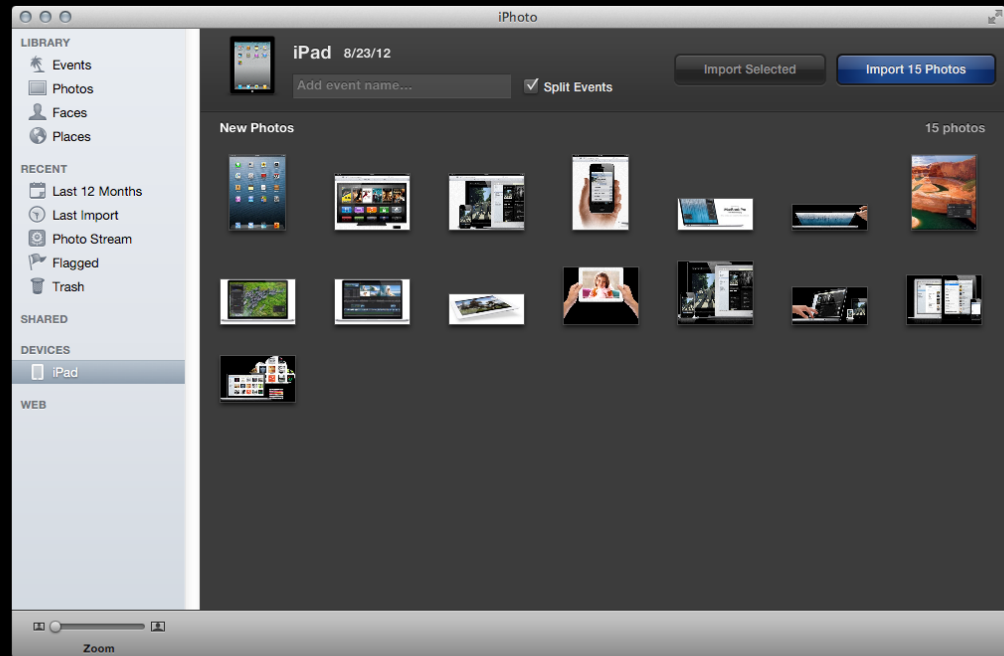 iPhoto
LIBRARY
Events
Photos
Faces
Places
RECENT
Last 12 Months
Last Import
Photo Stream
Flagged
Trash
SHARED
DEVICES
iPad
WEB
iPad 8/23/12
Add event name...
Split Events
Import Selected
Import 15 Photos
New Photos
15 photos
Zoom